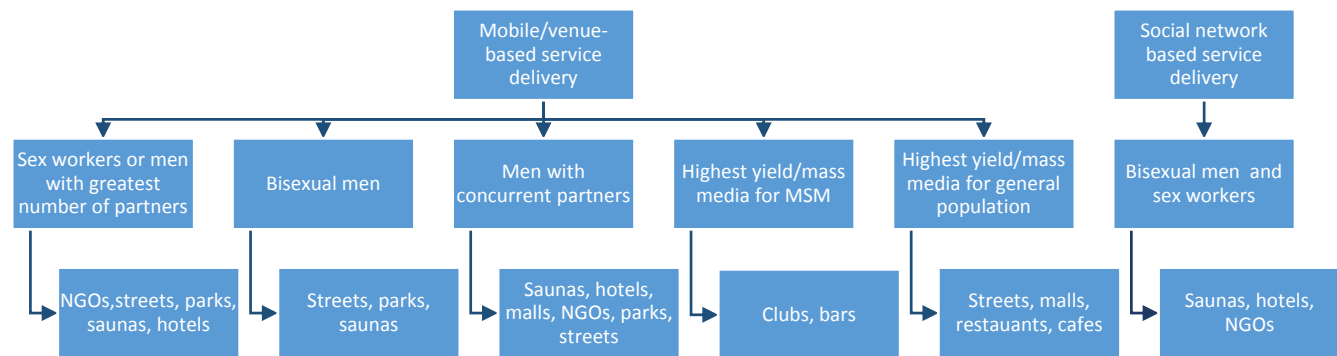 Mobile/venue-
based service
delivery
Social network
based service
delivery
Sex workers or men
with greatest
number of partners
Bisexual men
Men with
concurrent partners
Highest yield/mass
media for MSM
Highest yield/mass
media for general
population
Bisexual men and
sex workers
NGOs,streets, parks,
saunas, hotels
Streets, parks,
saunas
Saunas, hotels,
malls, NGOs, parks,
streets
Clubs, bars
Streets, malls,
restauants, cafes
Saunas, hotels,
NGOs